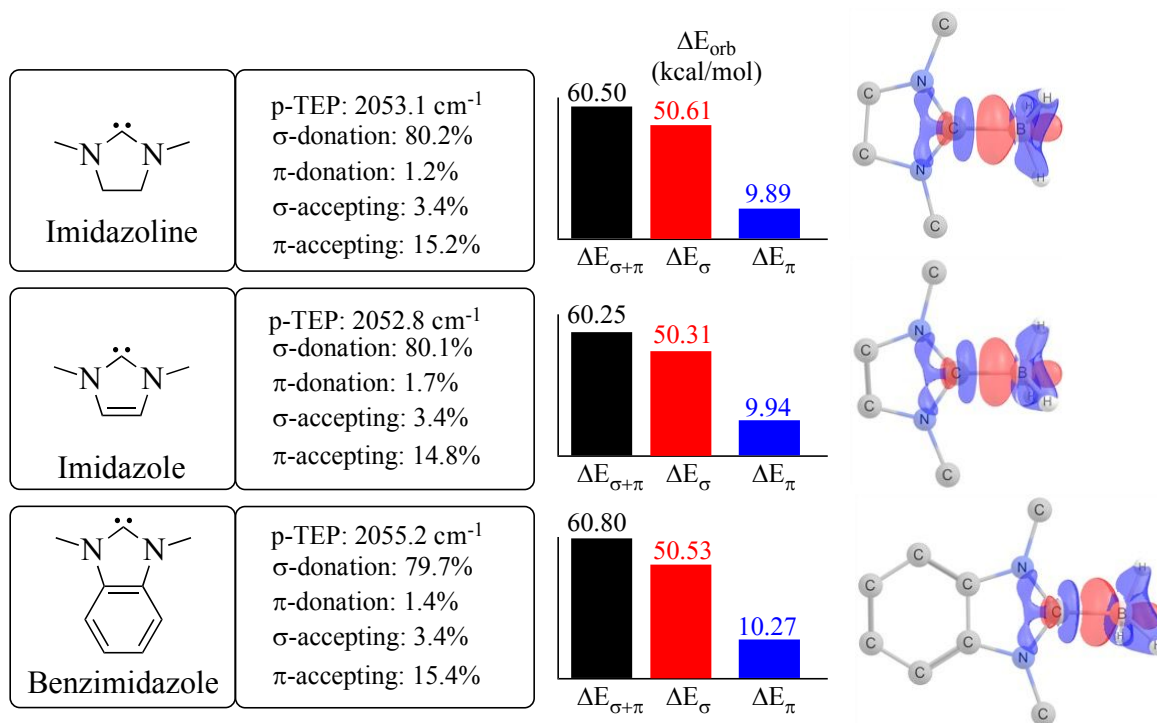 ΔE_orb
(kcal/mol)
N
N
Imidazoline
p-TEP: 2053.1 cm⁻¹
σ-donation: 80.2%
π-donation: 1.2%
σ-accepting: 3.4%
π-accepting: 15.2%
60.50
50.61
9.89
ΔE_σ+π
ΔE_σ
ΔE_π
C
N
C
C
C
N
C
B
H
H
H
N
N
Imidazole
p-TEP: 2052.8 cm⁻¹
σ-donation: 80.1%
π-donation: 1.7%
σ-accepting: 3.4%
π-accepting: 14.8%
60.25
50.31
9.94
ΔE_σ+π
ΔE_σ
ΔE_π
C
N
C
C
C
N
C
B
H
H
H
N
N
Benzimidazole
p-TEP: 2055.2 cm⁻¹
σ-donation: 79.7%
π-donation: 1.4%
σ-accepting: 3.4%
π-accepting: 15.4%
60.80
50.53
10.27
ΔE_σ+π
ΔE_σ
ΔE_π
C
C
N
C
C
C
C
C
C
N
C
B
H
H
H